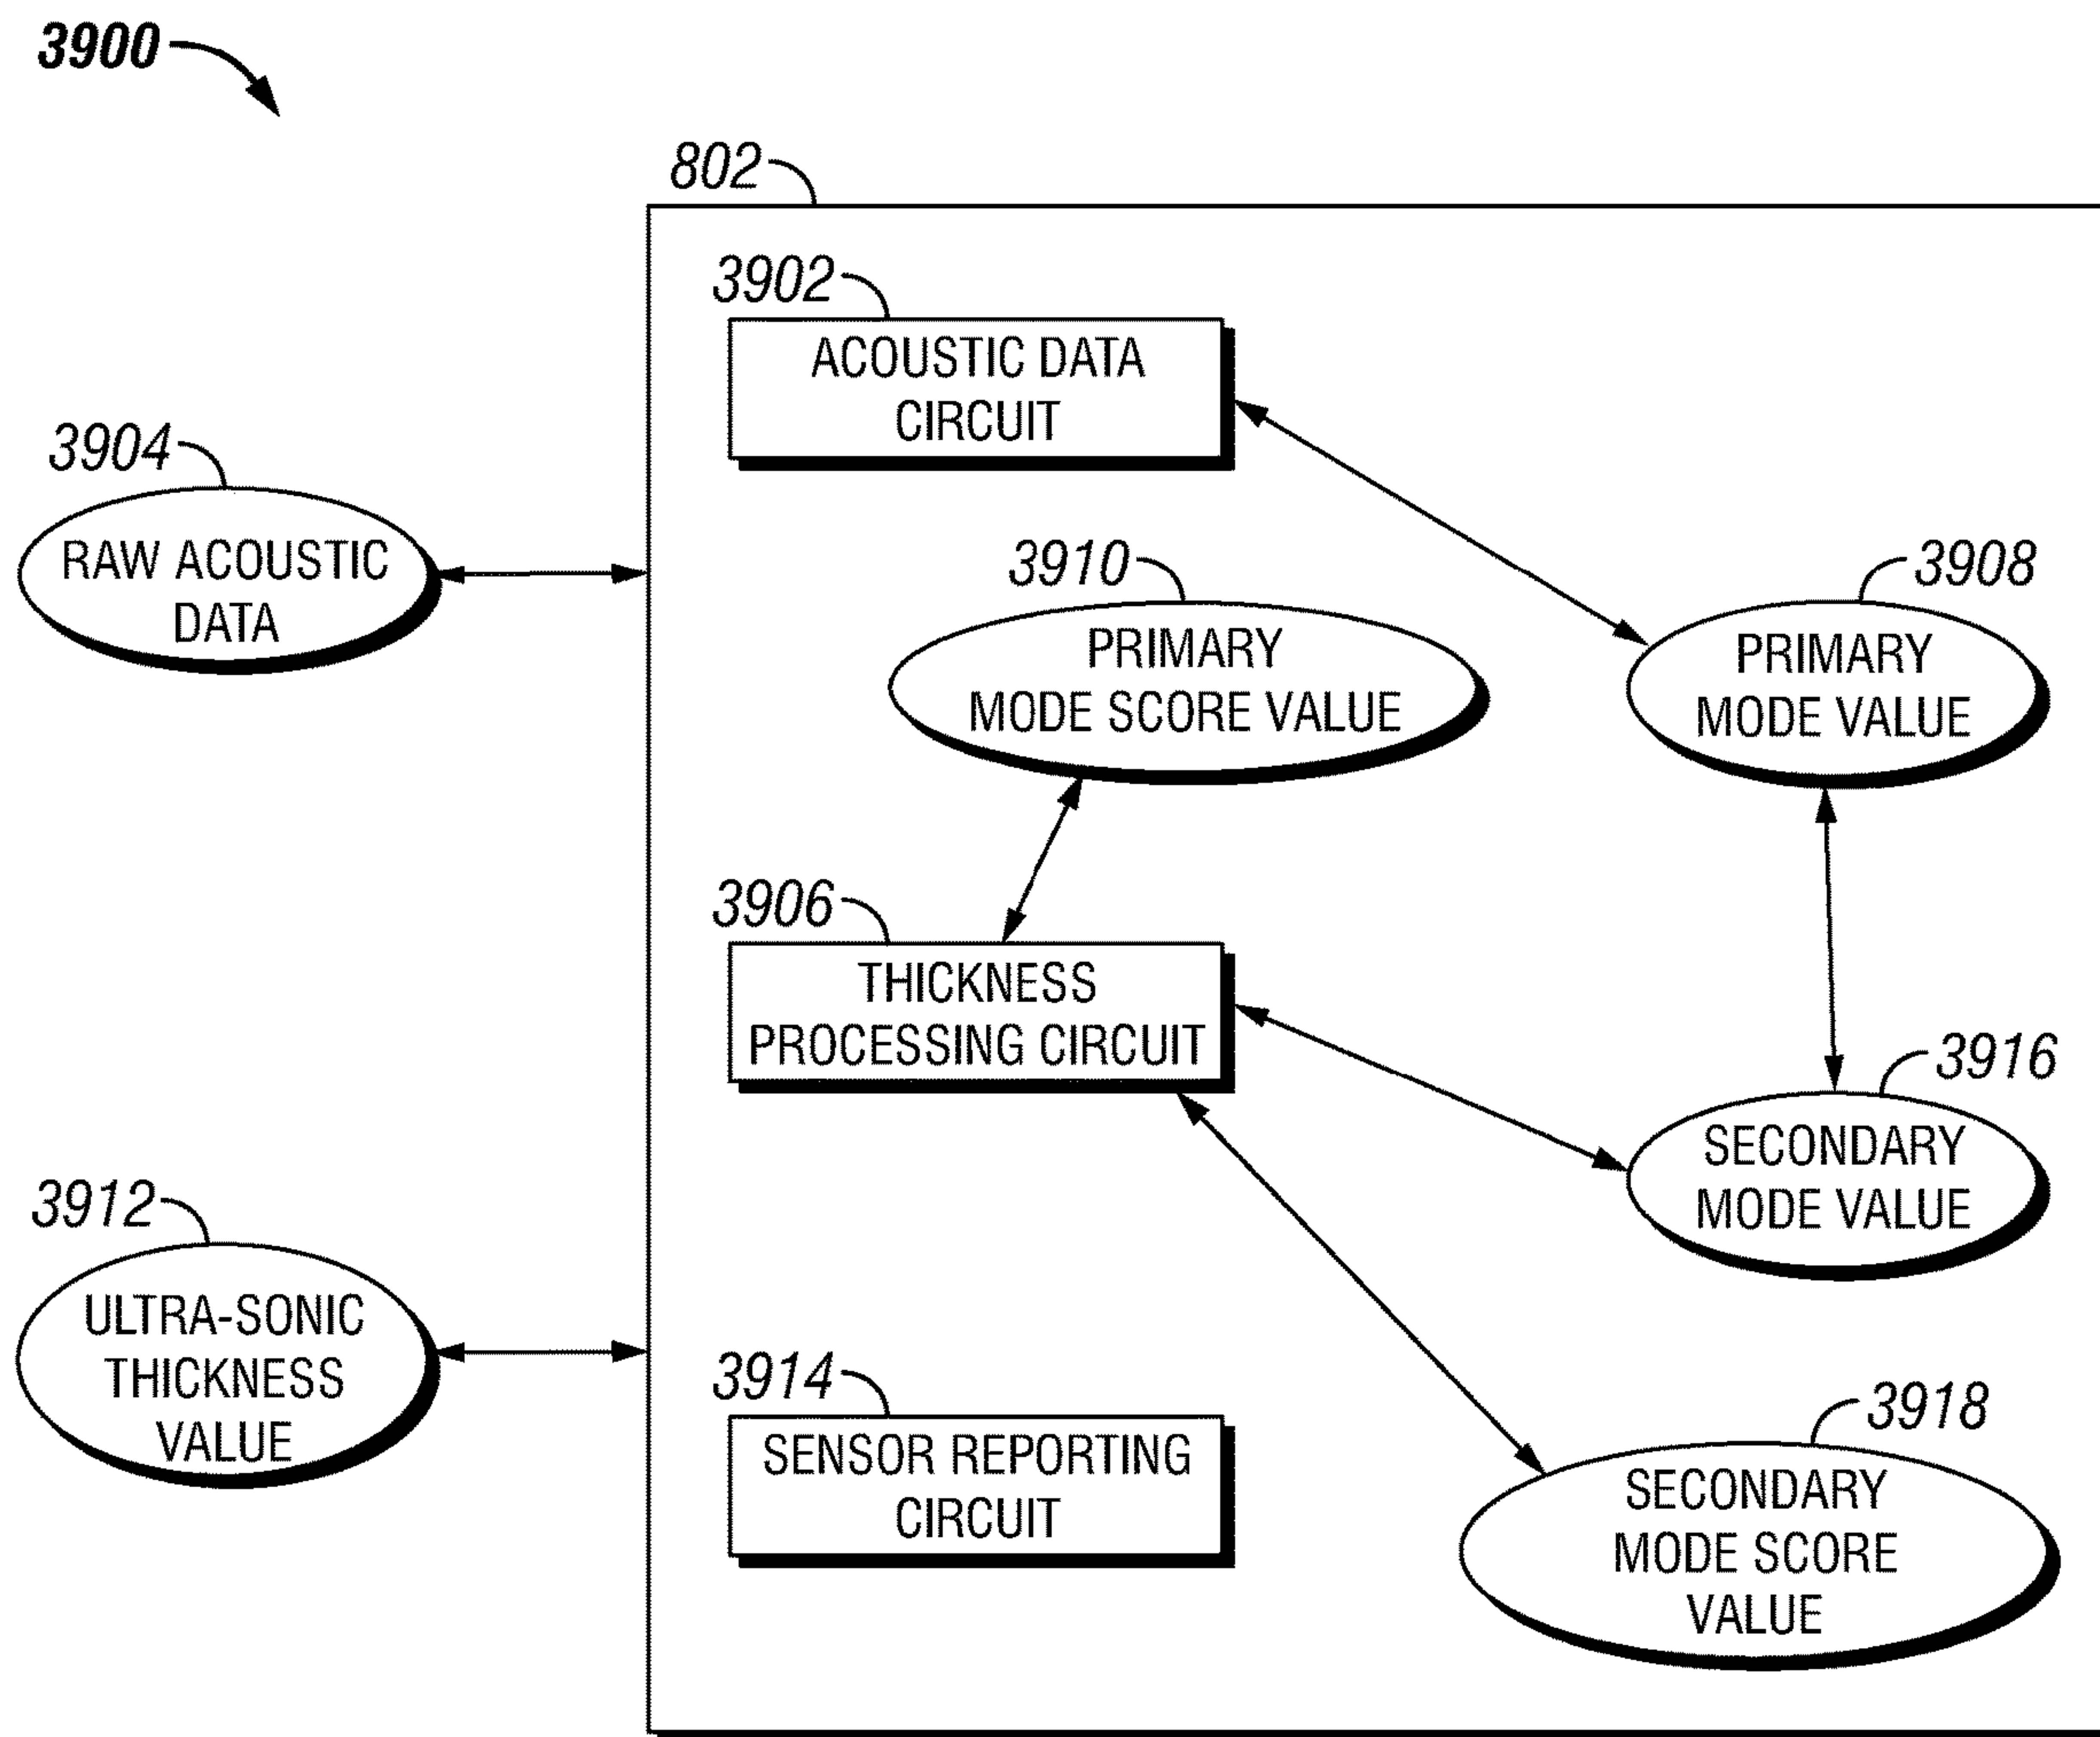 3900
802
3902
ACOUSTIC DATA
CIRCUIT
3904
RAW ACOUSTIC
DATA
3910
PRIMARY
MODE SCORE VALUE
3908
PRIMARY
MODE VALUE
3906
THICKNESS
PROCESSING CIRCUIT
3916
SECONDARY
MODE VALUE
3912
ULTRA-SONIC
THICKNESS
VALUE
3914
SENSOR REPORTING
CIRCUIT
3918
SECONDARY
MODE SCORE
VALUE